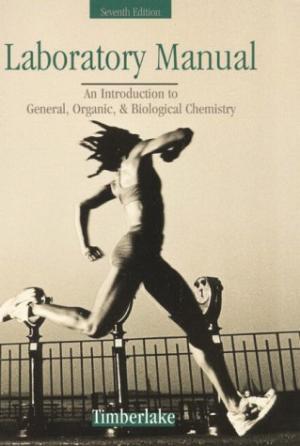 Seventh Edition
Laboratory Manual
An Introduction to
General, Organic, & Biological Chemistry
Timberlake